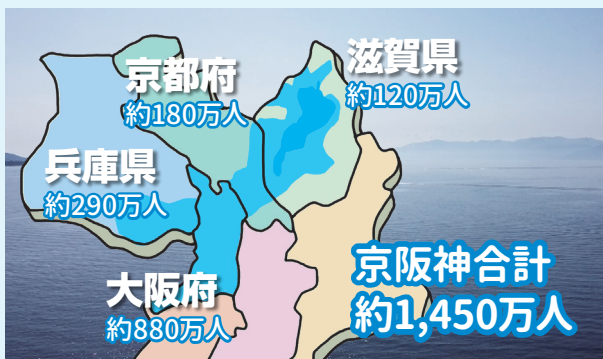 京都府
約180万人
滋賀県
約120万人
兵庫県
約290万人
大阪府
約880万人
京阪神合計
約1,450万人